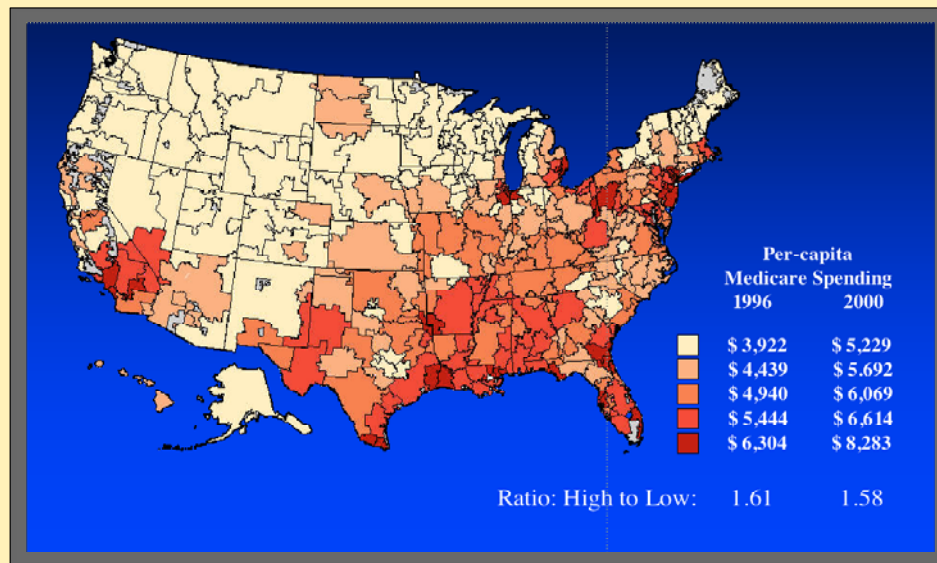 Per-capita
Medicare Spending
1996 2000
$ 3,922 $ 5,229
$ 4,439 $ 5.692
$ 4,940 $ 6,069
$ 5,444 $ 6,614
$ 6,304 $ 8,283
Ratio: High to Low: 1.61 1.58